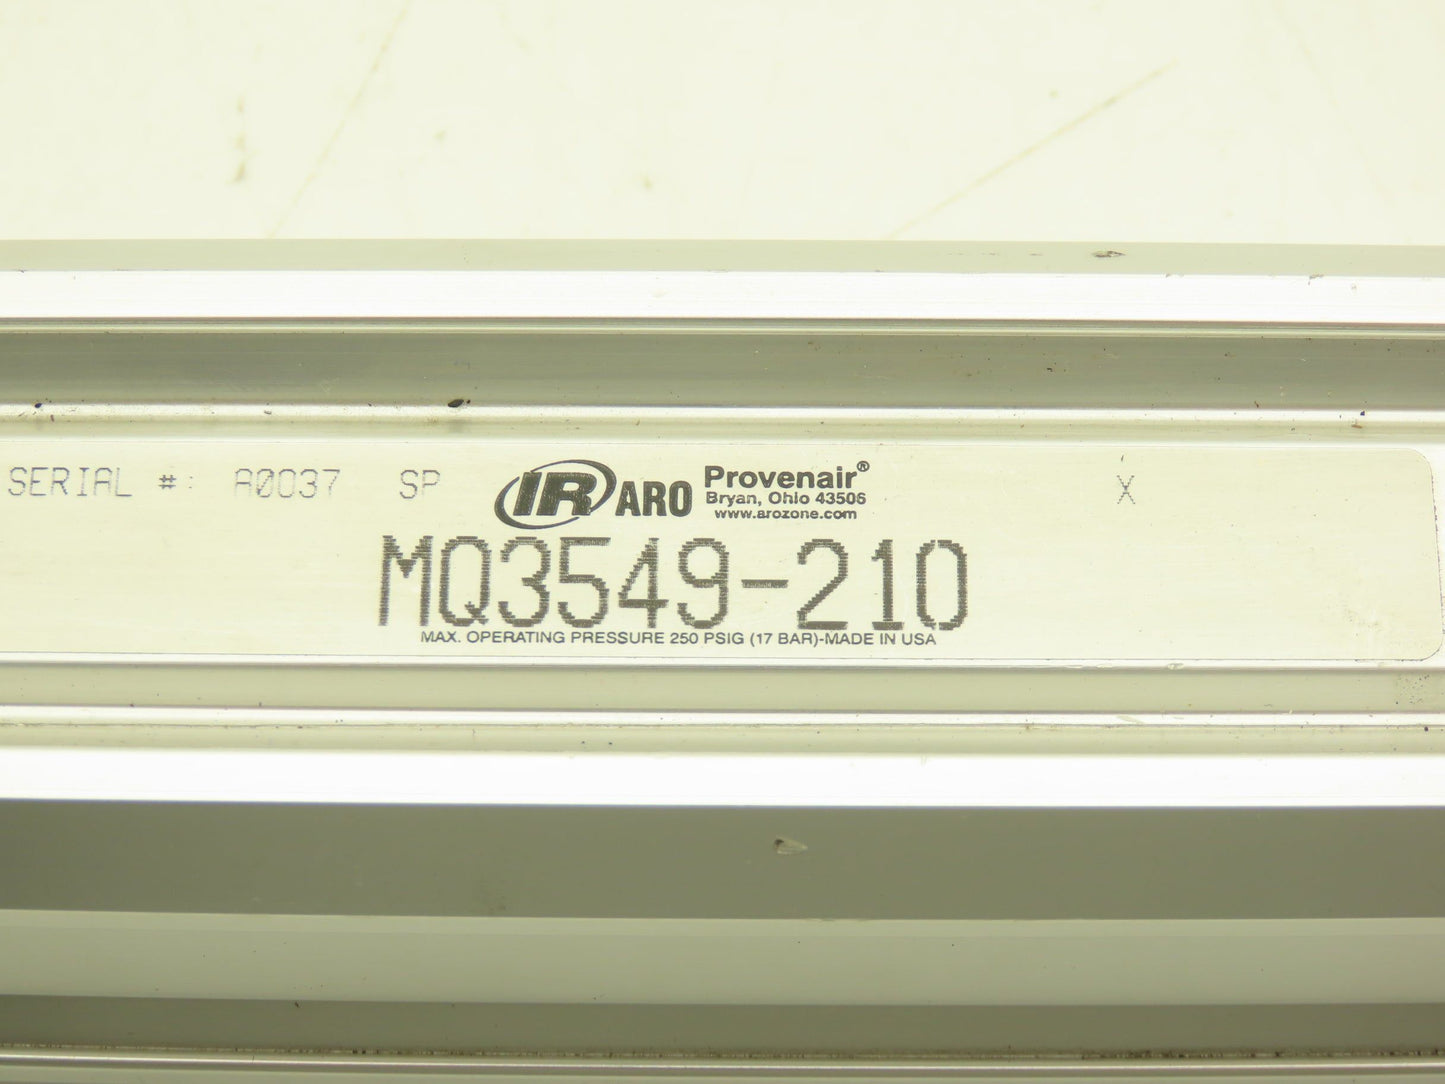 SERIAL #: A0037 SP IR ARO Provenair® X
Bryan, Ohio 43506
www.arozone.com
MQ3549-210
MAX. OPERATING PRESSURE 250 PSIG (17 BAR)-MADE IN USA